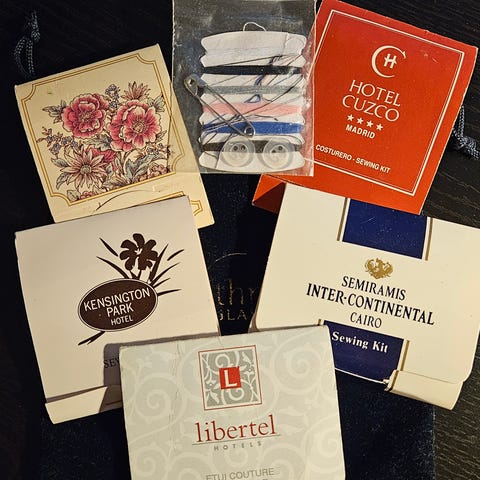 CH
HOTEL
CUZCO
★★★★
MADRID
COSTURERO - SEWING KIT
KENSINGTON
PARK
HOTEL
SEMIRAMIS
INTER-CONTINENTAL
CAIRO
Sewing Kit
L
libertel
HOTELS
ETUI COUTURE